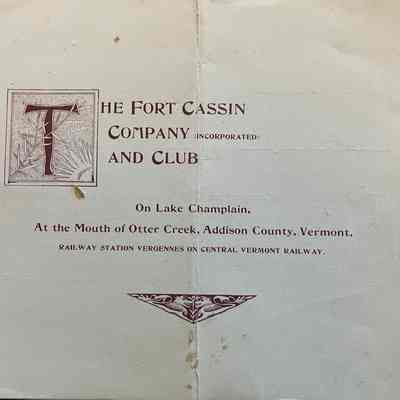 The Fort Cassin
Company (Incorporated)
and Club
On Lake Champlain,
At the Mouth of Otter Creek, Addison County, Vermont.
Railway Station Vergennes on Central Vermont Railway.